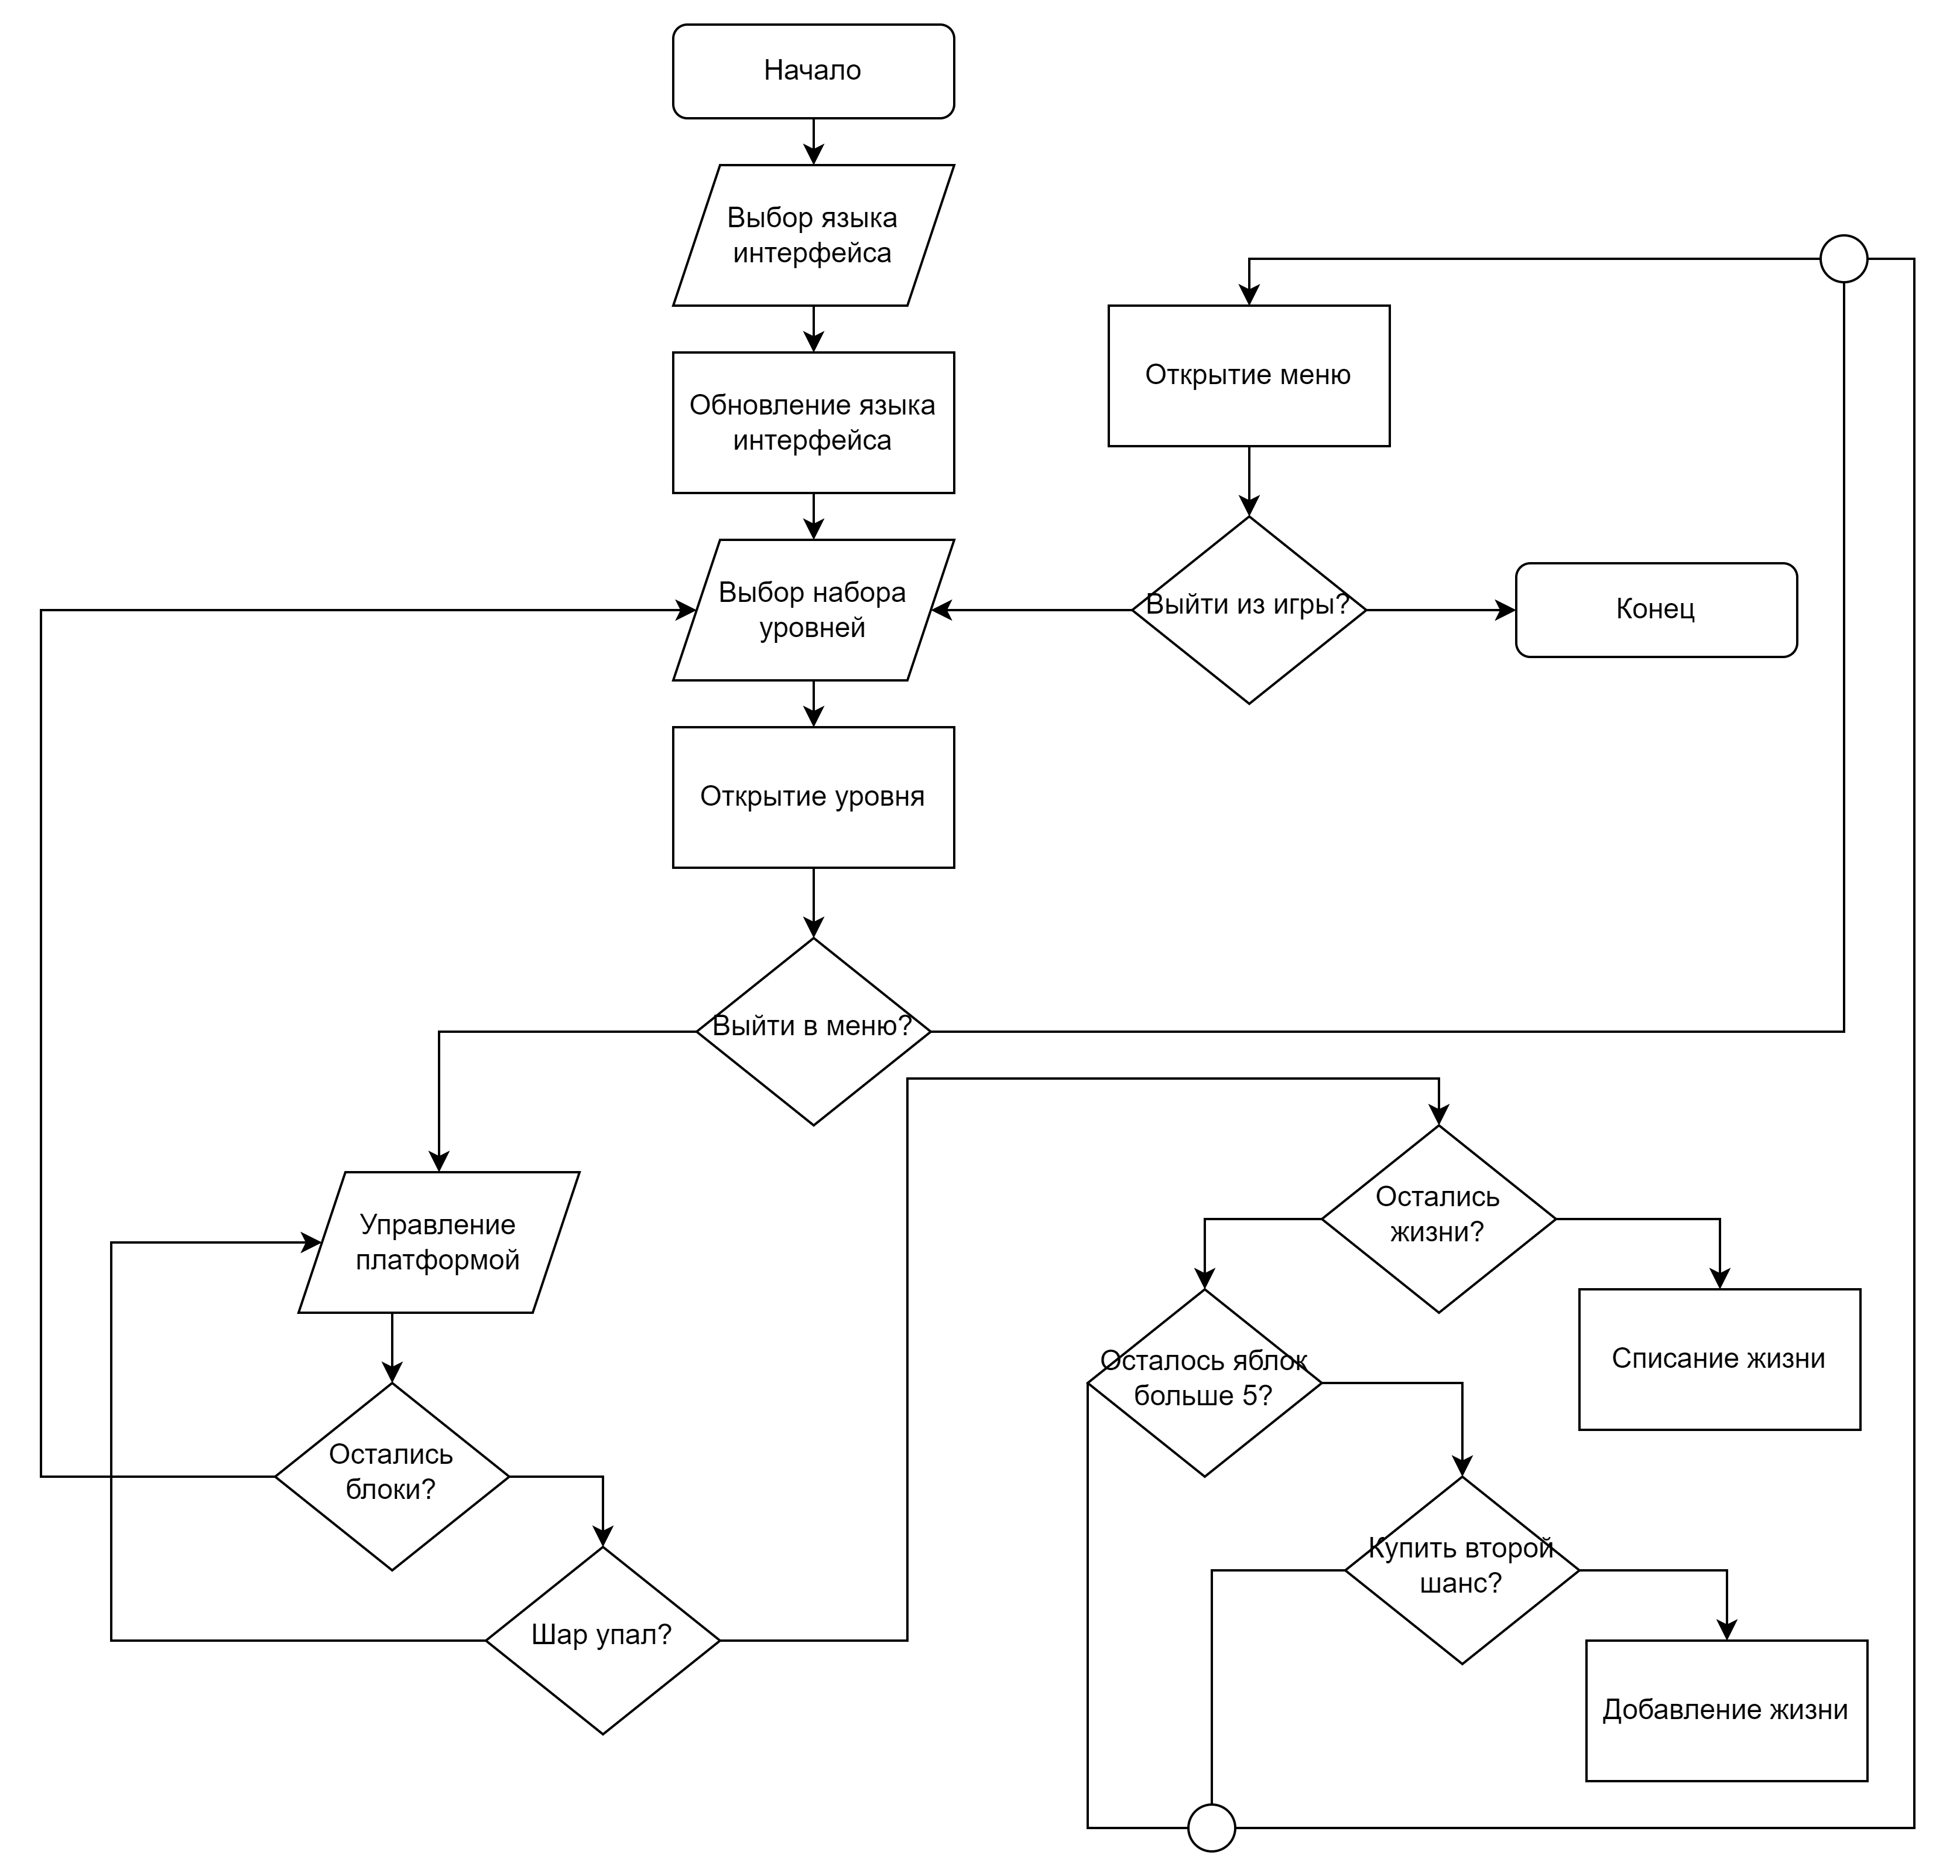 Начало
Выбор языка
интерфейса
Обновление языка
интерфейса
Открытие меню
Выбор набора
уровней
Выйти из игры?
Конец
Открытие уровня
Выйти в меню?
Управление
платформой
Остались
жизни?
Осталось яблок
больше 5?
Списание жизни
Остались
блоки?
Купить второй
шанс?
Шар упал?
Добавление жизни